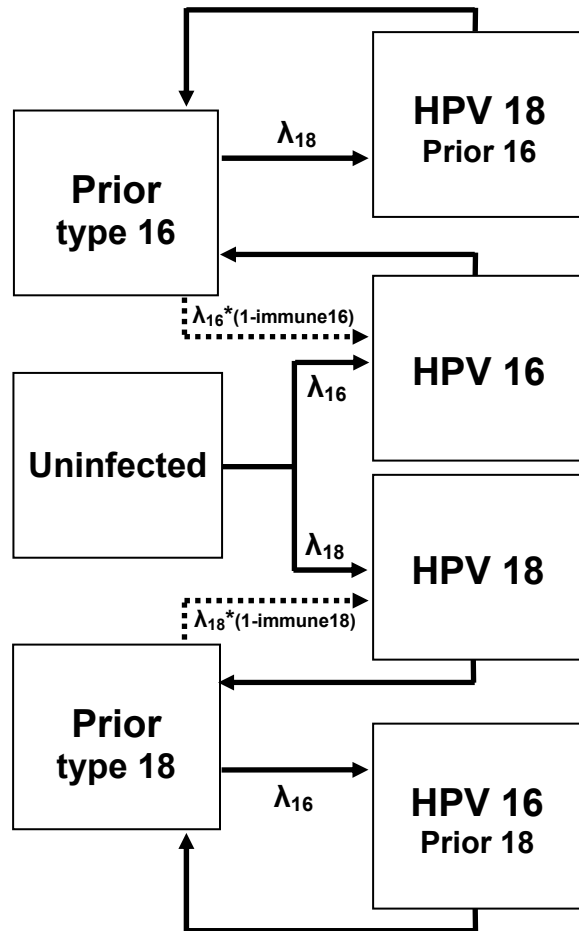 HPV 18
Prior 16
λ18
Prior
type 16
λ16*(1-immune16)
HPV 16
λ16
Uninfected
HPV 18
λ18
λ18*(1-immune18)
Prior
type 18
λ16
HPV 16
Prior 18